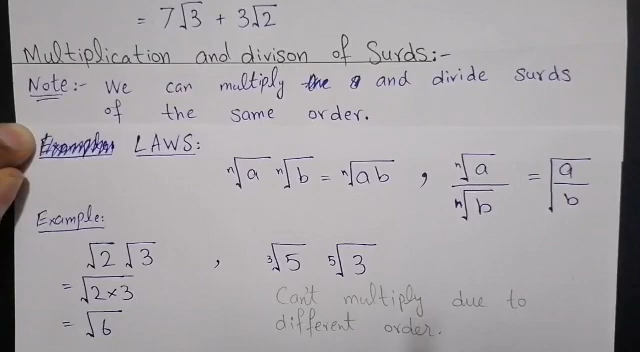 = 7√3 + 3√2
Multiplication and divison of Surds:-
Note:- We can multiply the and divide surds
of the same order.
LAWS:
ⁿ√a ⁿ√b = ⁿ√ab , ⁿ√a / ⁿ√b = √a/b
Example:
√2 √3 , ³√5 ⁵√3
= √2×3 Can't multiply due to
= √6 different order.